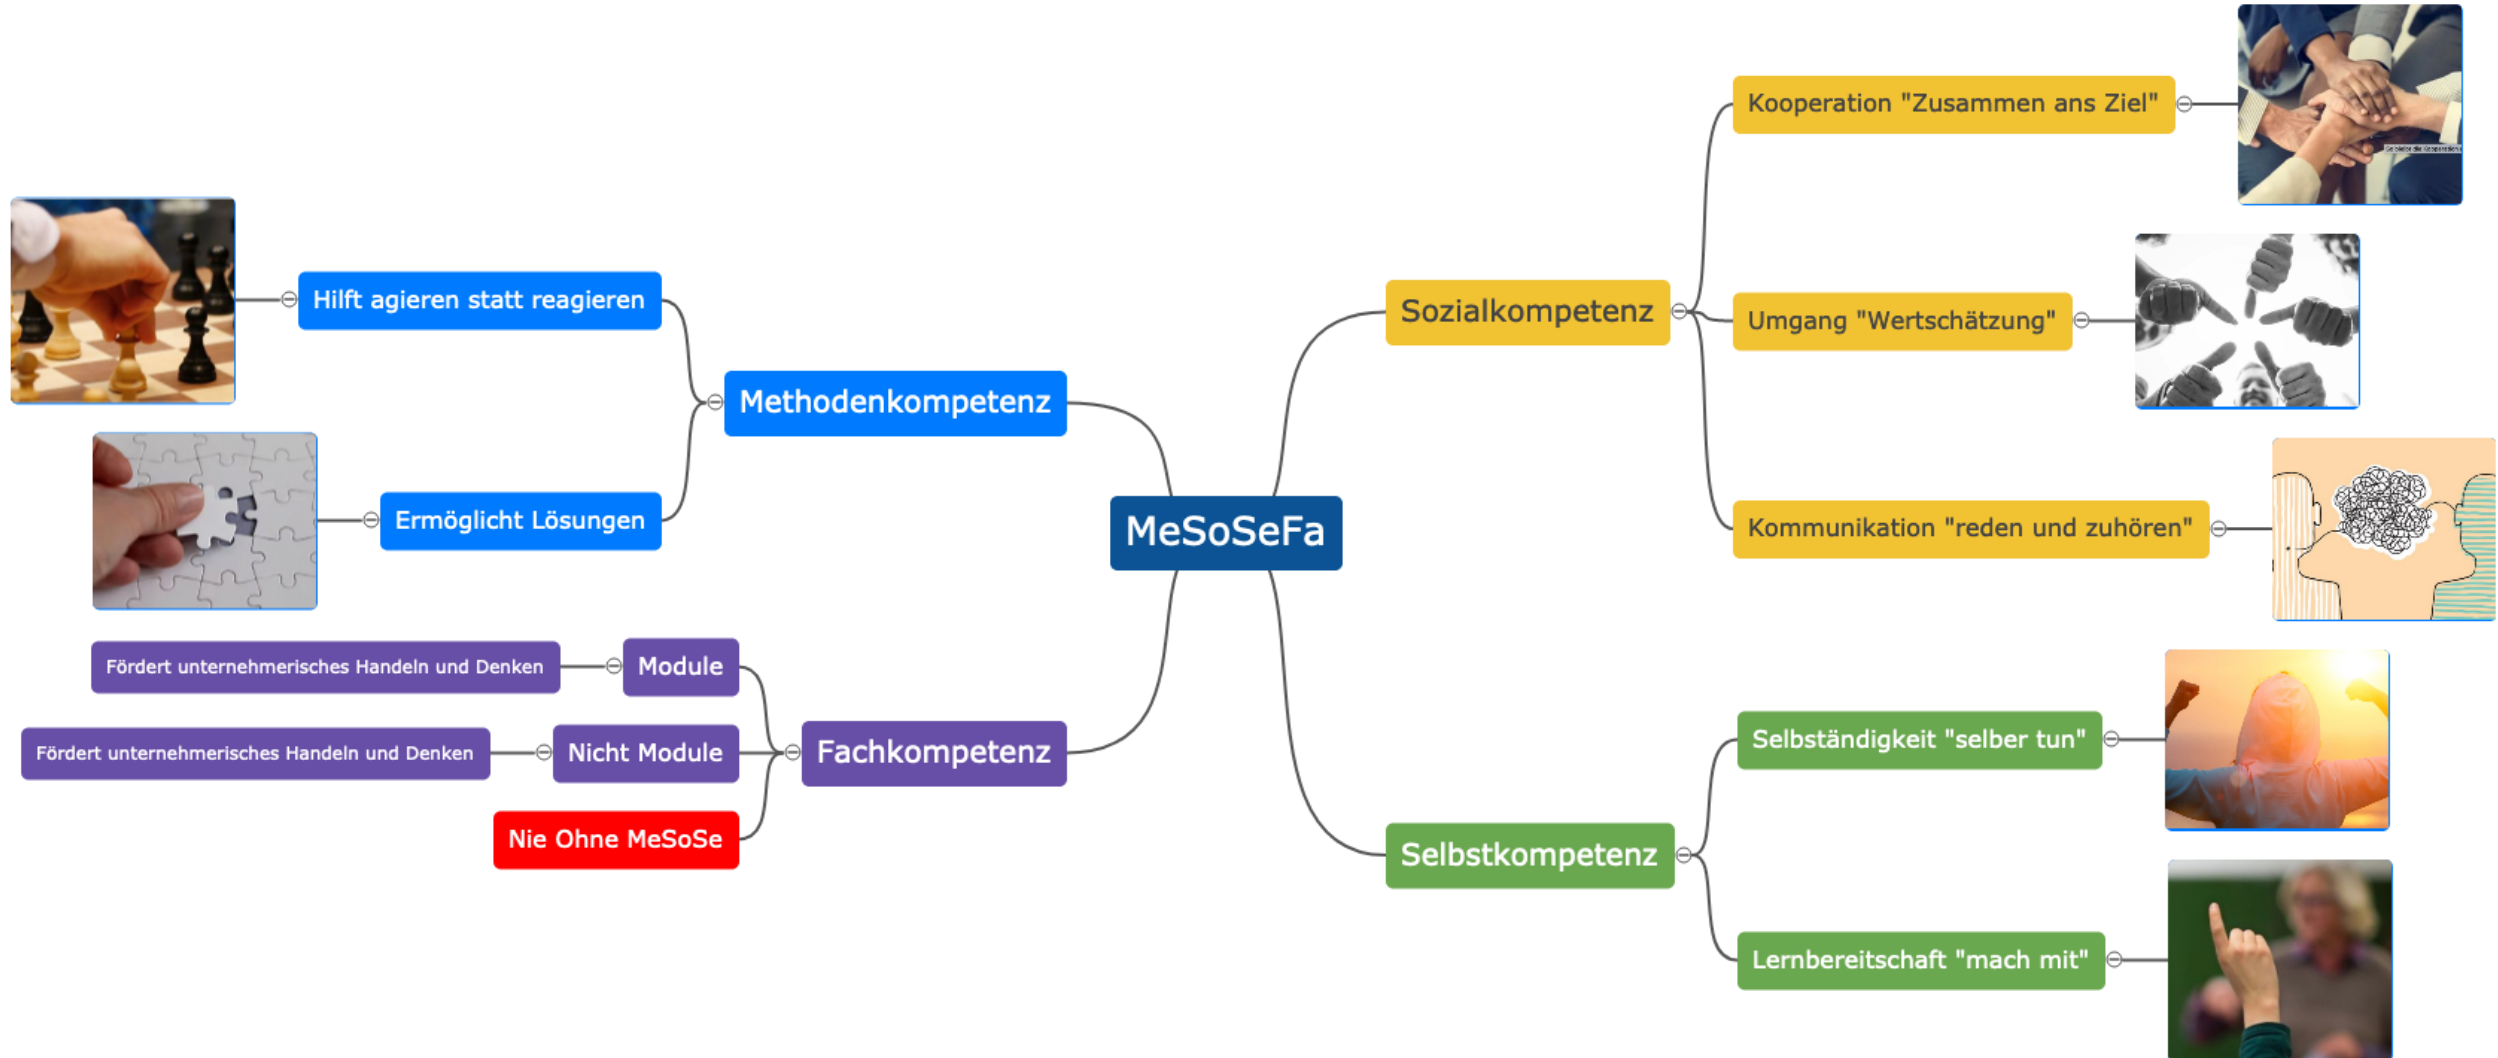 MeSoSeFa
Methodenkompetenz
Hilft agieren statt reagieren
Ermöglicht Lösungen
Fachkompetenz
Module
Fördert unternehmerisches Handeln und Denken
Nicht Module
Fördert unternehmerisches Handeln und Denken
Nie Ohne MeSoSe
Sozialkompetenz
Kooperation "Zusammen ans Ziel"
Umgang "Wertschätzung"
Kommunikation "reden und zuhören"
Selbstkompetenz
Selbständigkeit "selber tun"
Lernbereitschaft "mach mit"